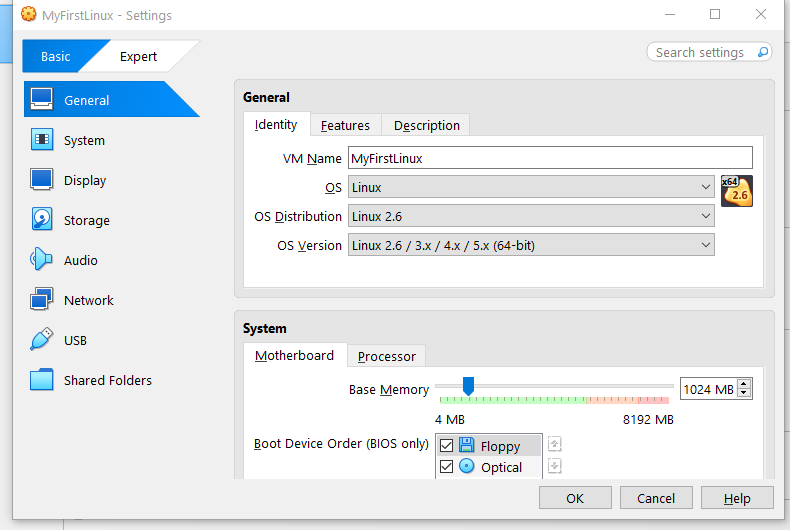 MyFirstLinux - Settings
Basic
Expert
Search settings
General
System
Display
Storage
Audio
Network
USB
Shared Folders
General
Identity
Features
Description
VM Name
MyFirstLinux
OS
Linux
x64
2.6
OS Distribution
Linux 2.6
OS Version
Linux 2.6 / 3.x / 4.x / 5.x (64-bit)
System
Motherboard
Processor
Base Memory
1024 MB
4 MB
8192 MB
Boot Device Order (BIOS only)
Floppy
Optical
OK
Cancel
Help